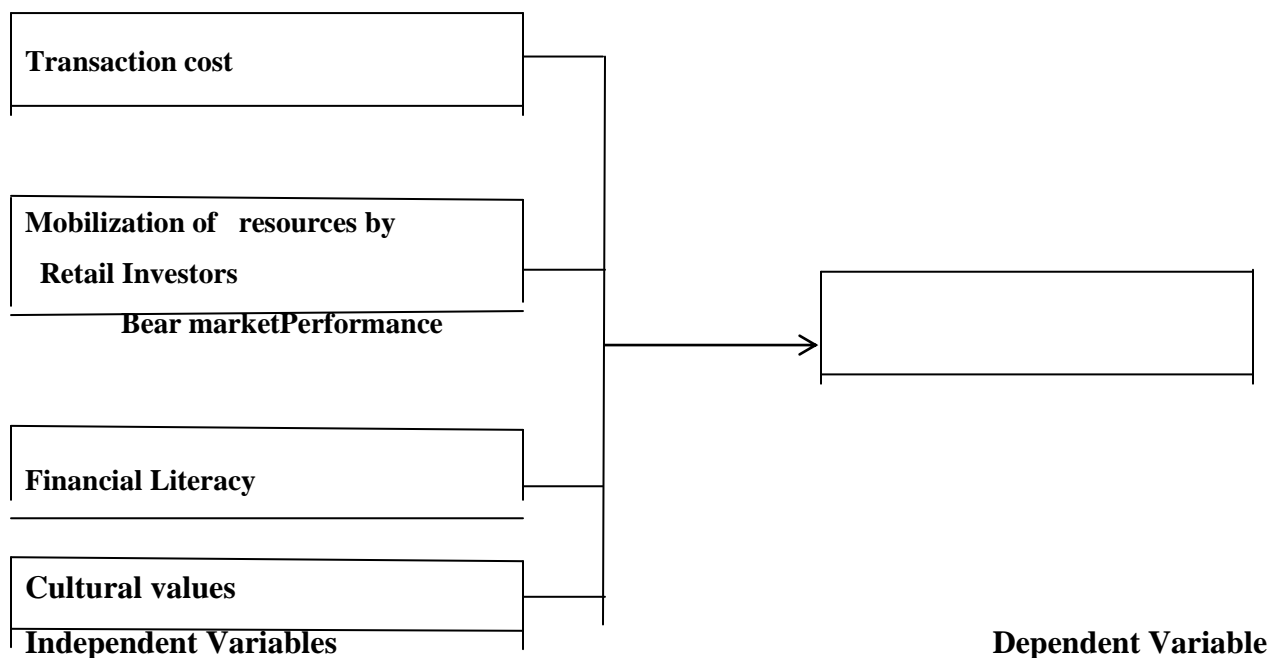 Transaction cost
Mobilization of resources by
Retail Investors
Bear marketPerformance
Financial Literacy
Cultural values
Independent Variables
Dependent Variable